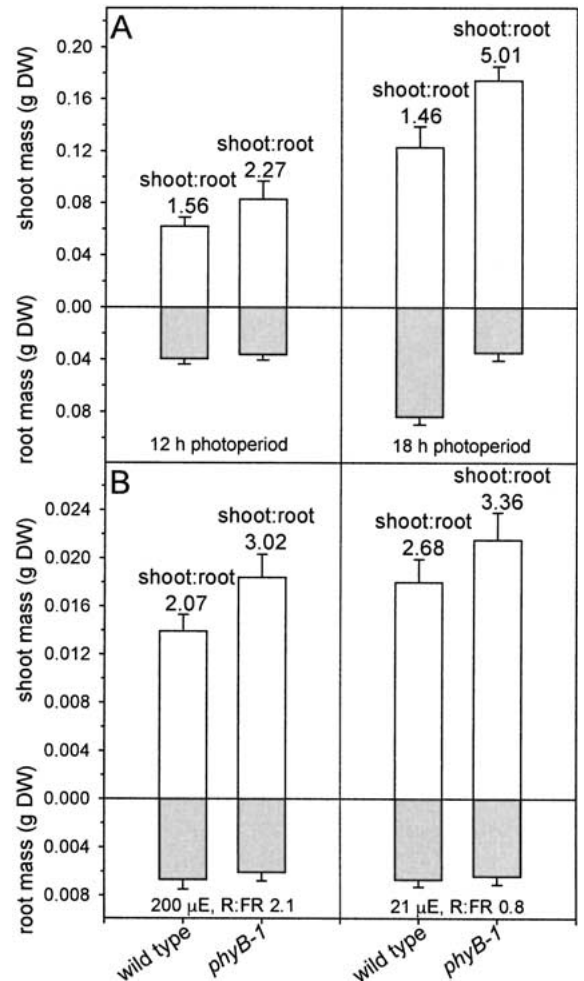 A
shoot mass (g DW)
root mass (g DW)
0.20
0.16
0.12
0.08
0.04
0.00
0.04
0.08
shoot:root
1.56
shoot:root
2.27
12 h photoperiod
shoot:root
1.46
shoot:root
5.01
18 h photoperiod
B
shoot mass (g DW)
root mass (g DW)
0.024
0.020
0.016
0.012
0.008
0.004
0.000
0.004
0.008
shoot:root
2.07
shoot:root
3.02
200 µE, R:FR 2.1
shoot:root
2.68
shoot:root
3.36
21 µE, R:FR 0.8
wild type
phyB-1
wild type
phyB-1